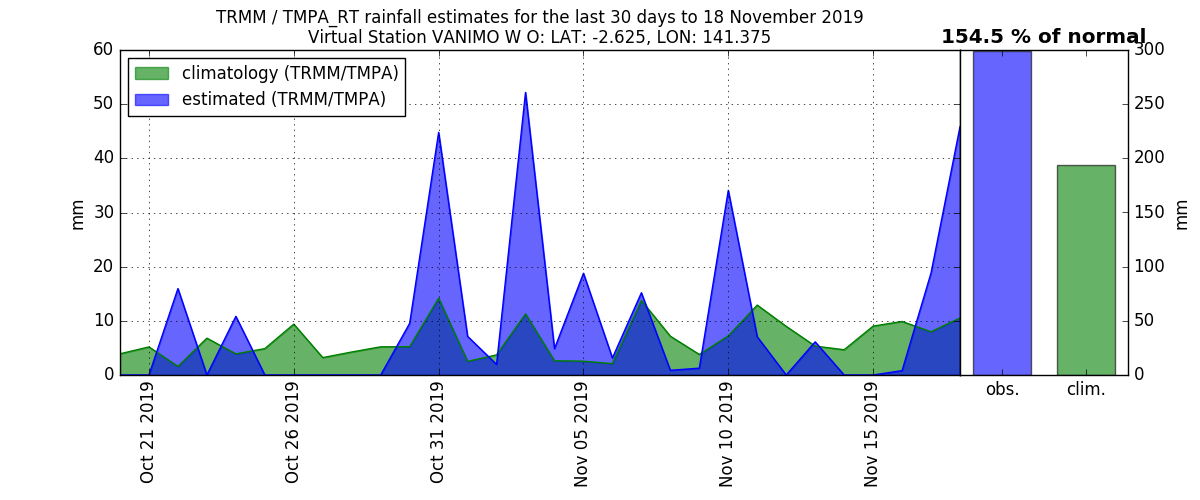 TRMM / TMPA_RT rainfall estimates for the last 30 days to 18 November 2019
Virtual Station VANIMO W O: LAT: -2.625, LON: 141.375
154.5 % of normal
climatology (TRMM/TMPA)
estimated (TRMM/TMPA)
60
50
40
30
20
10
0
mm
300
250
200
150
100
50
0
mm
Oct 21 2019
Oct 26 2019
Oct 31 2019
Nov 05 2019
Nov 10 2019
Nov 15 2019
obs.
clim.